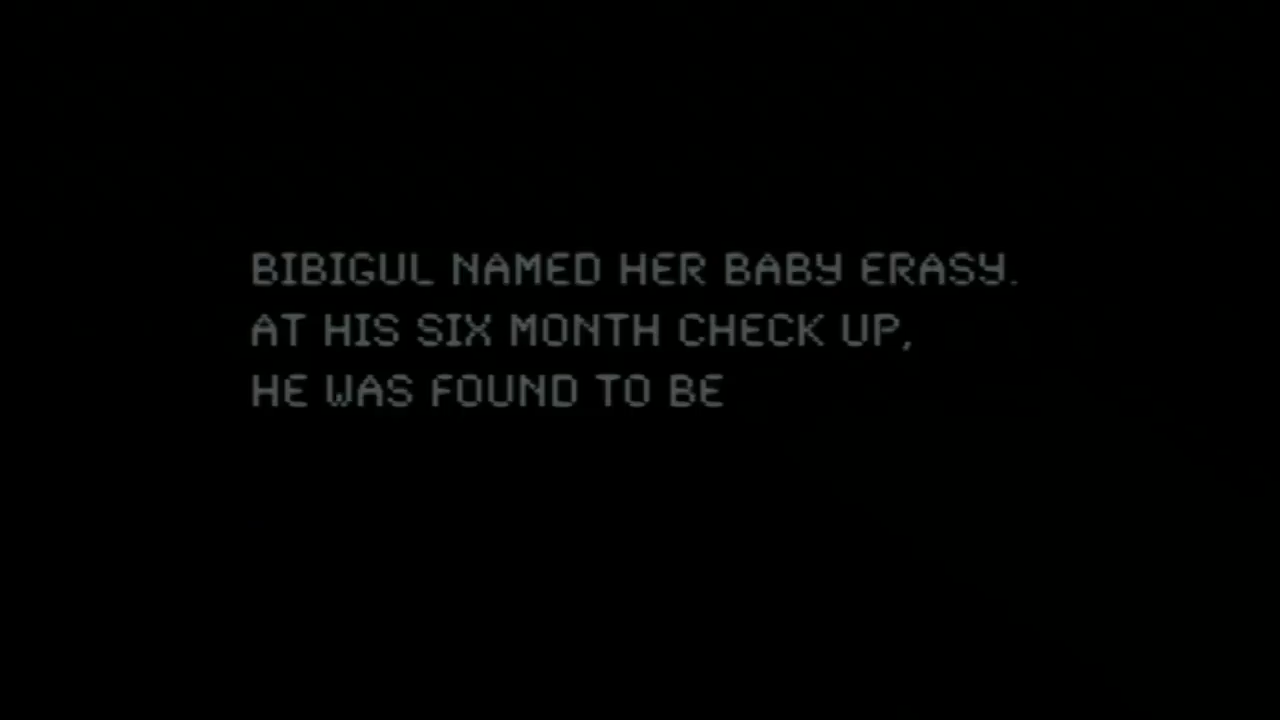 BIBIGUL NAMED HER BABY ERASY.
AT HIS SIX MONTH CHECK UP,
HE WAS FOUND TO BE